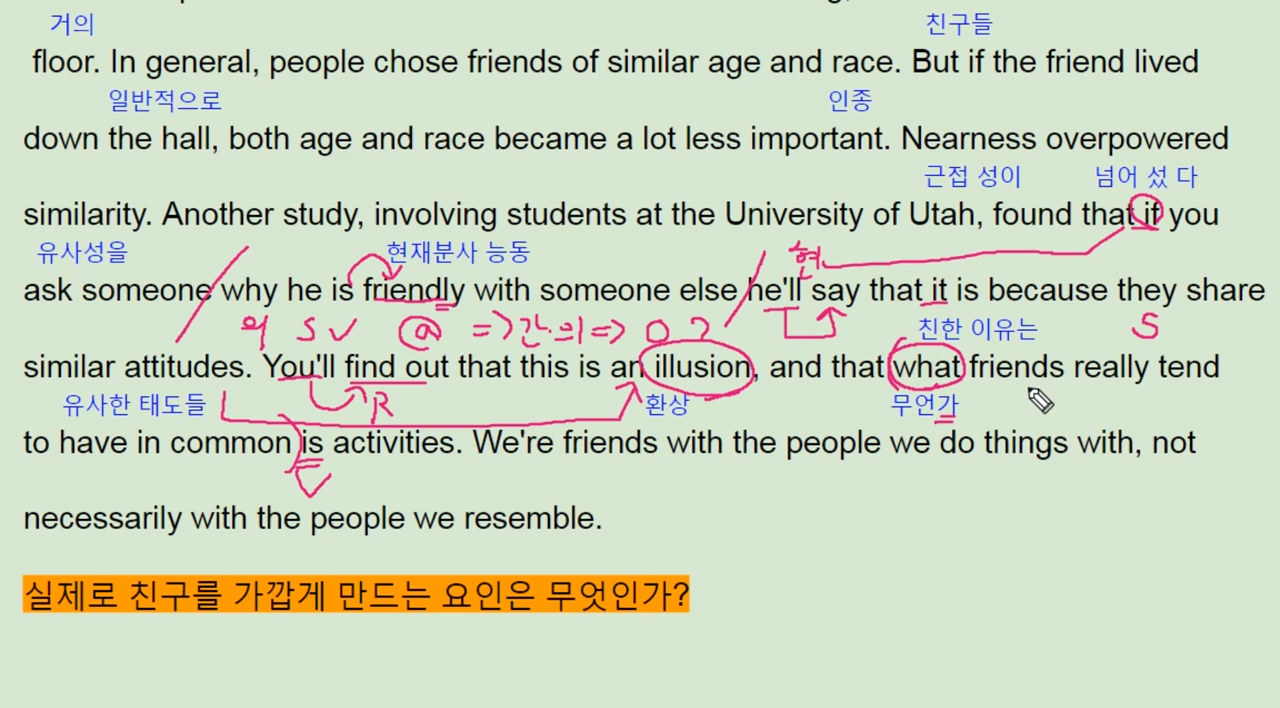 거의 친구들
floor. In general, people chose friends of similar age and race. But if the friend lived
일반적으로 인종
down the hall, both age and race became a lot less important. Nearness overpowered
근접 성이 넘어 섰 다
similarity. Another study, involving students at the University of Utah, found that if you
유사성을 현재분사 능동 현
ask someone why he is friendly with someone else he'll say that it is because they share
의 S V @ => 간.의 => O ? 친한 이유는 S
similar attitudes. You'll find out that this is an illusion, and that what friends really tend
유사한 태도들 R 환상 무언가
to have in common is activities. We're friends with the people we do things with, not
necessarily with the people we resemble.
실제로 친구를 가깝게 만드는 요인은 무엇인가?